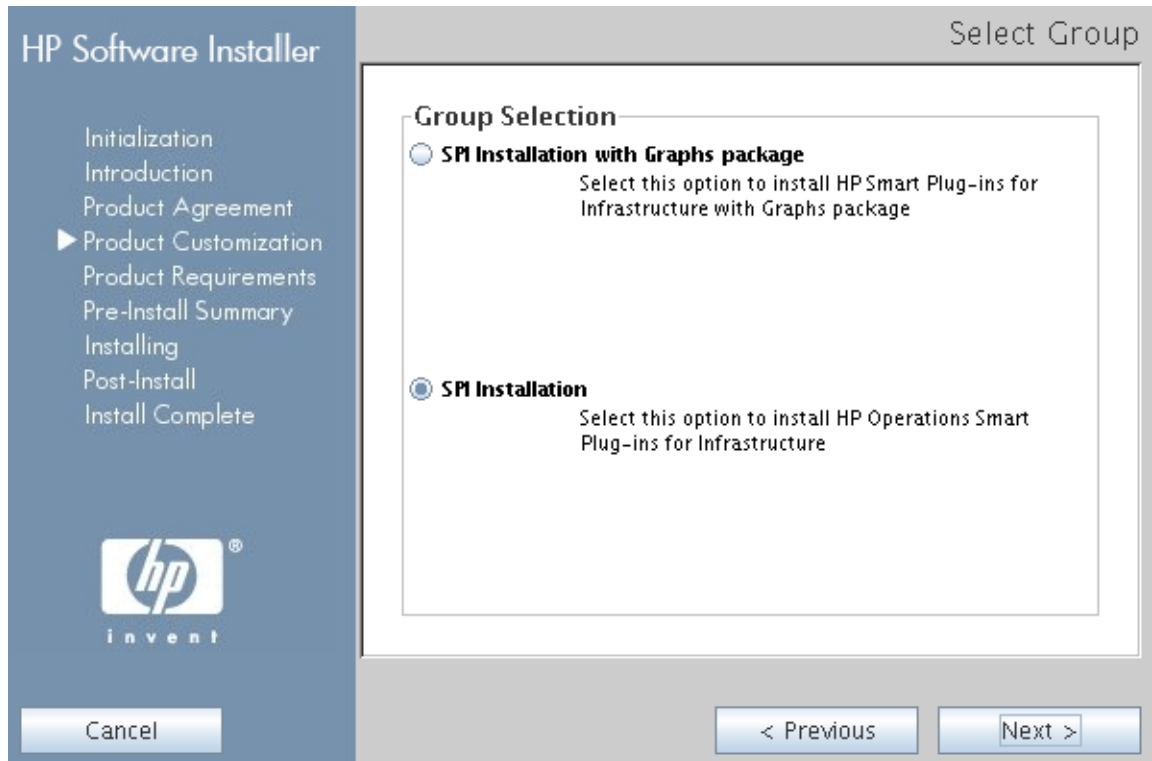 HP Software Installer
Initialization
Introduction
Product Agreement
Product Customization
Product Requirements
Pre-Install Summary
Installing
Post-Install
Install Complete
hp
®
invent
Cancel
Select Group
Group Selection
SPI Installation with Graphs package
Select this option to install HP Smart Plug-ins for
Infrastructure with Graphs package
SPI Installation
Select this option to install HP Operations Smart
Plug-ins for Infrastructure
< Previous
Next >